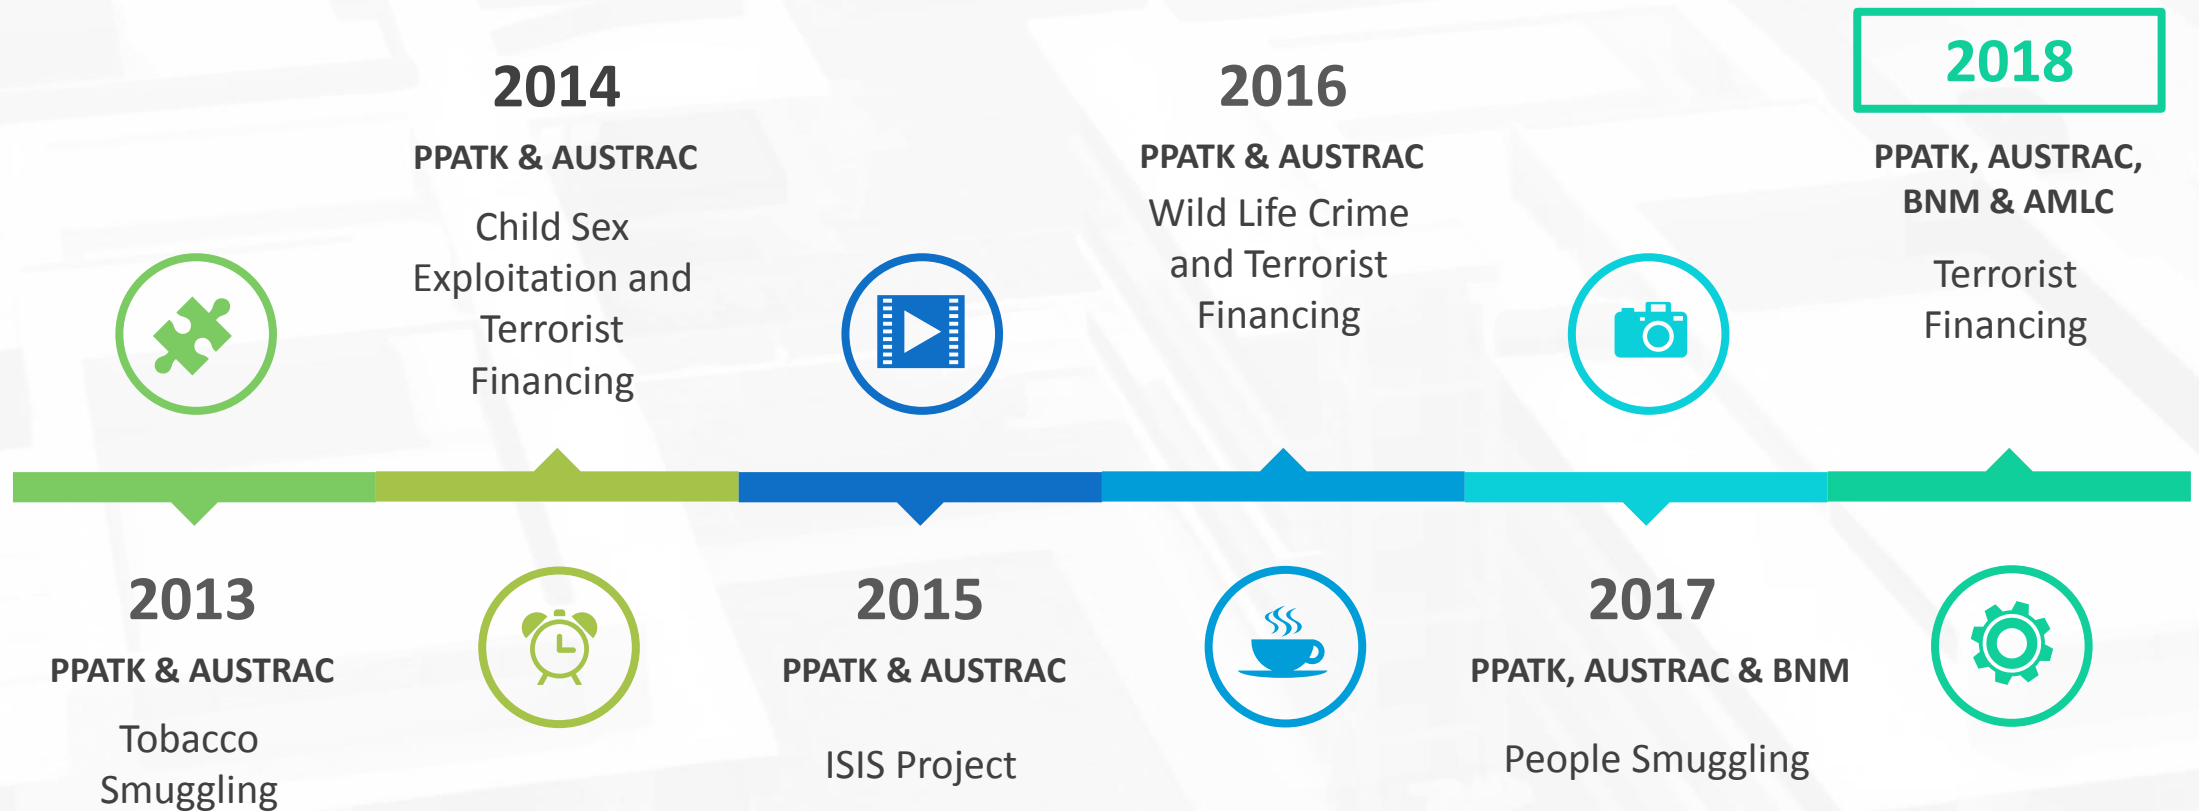 2013
PPATK & AUSTRAC
Tobacco
Smuggling
2014
PPATK & AUSTRAC
Child Sex
Exploitation and
Terrorist
Financing
2015
PPATK & AUSTRAC
ISIS Project
2016
PPATK & AUSTRAC
Wild Life Crime
and Terrorist
Financing
2017
PPATK, AUSTRAC & BNM
People Smuggling
2018
PPATK, AUSTRAC,
BNM & AMLC
Terrorist
Financing